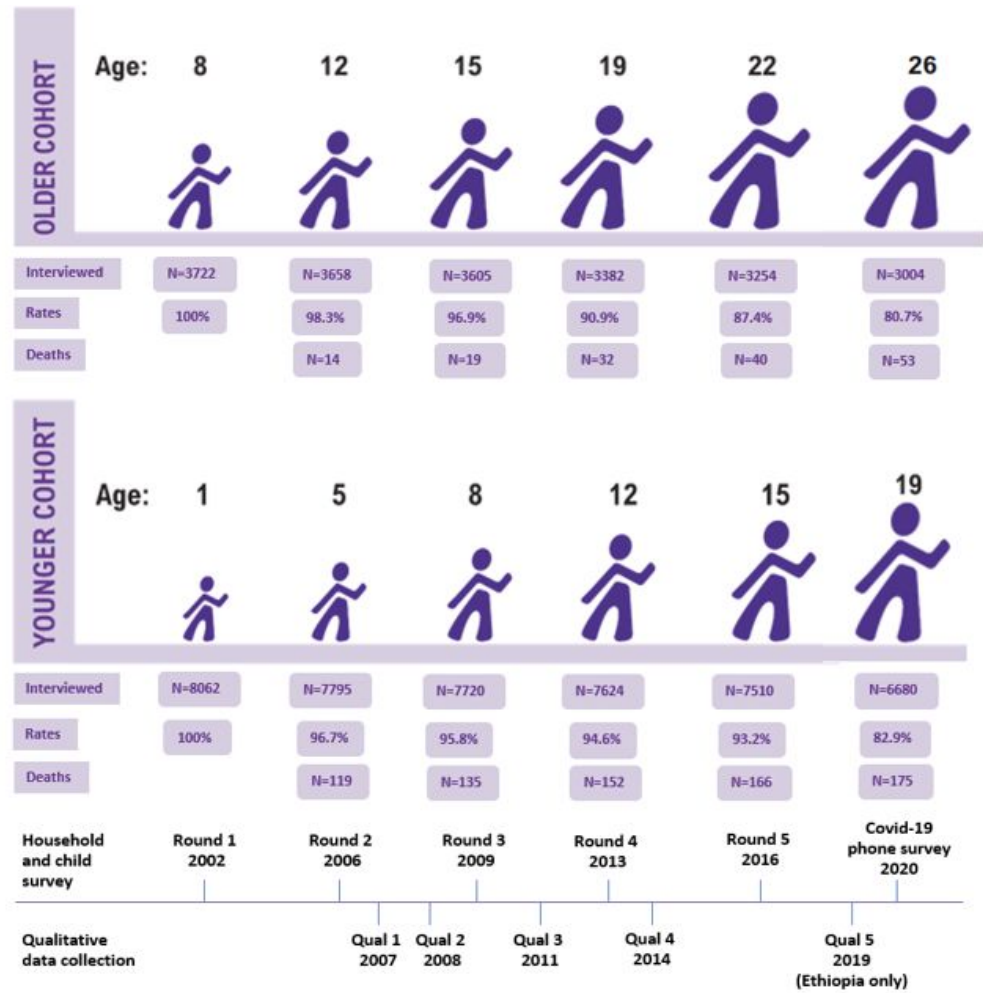 OLDER COHORT
Age: 8 12 15 19 22 26
Interviewed N=3722 N=3658 N=3605 N=3382 N=3254 N=3004
Rates 100% 98.3% 96.9% 90.9% 87.4% 80.7%
Deaths N=14 N=19 N=32 N=40 N=53
YOUNGER COHORT
Age: 1 5 8 12 15 19
Interviewed N=8062 N=7795 N=7720 N=7624 N=7510 N=6680
Rates 100% 96.7% 95.8% 94.6% 93.2% 82.9%
Deaths N=119 N=135 N=152 N=166 N=175
Household
and child
survey
Round 1
2002
Round 2
2006
Round 3
2009
Round 4
2013
Round 5
2016
Covid-19
phone survey
2020
Qualitative
data collection
Qual 1
2007
Qual 2
2008
Qual 3
2011
Qual 4
2014
Qual 5
2019
(Ethiopia only)